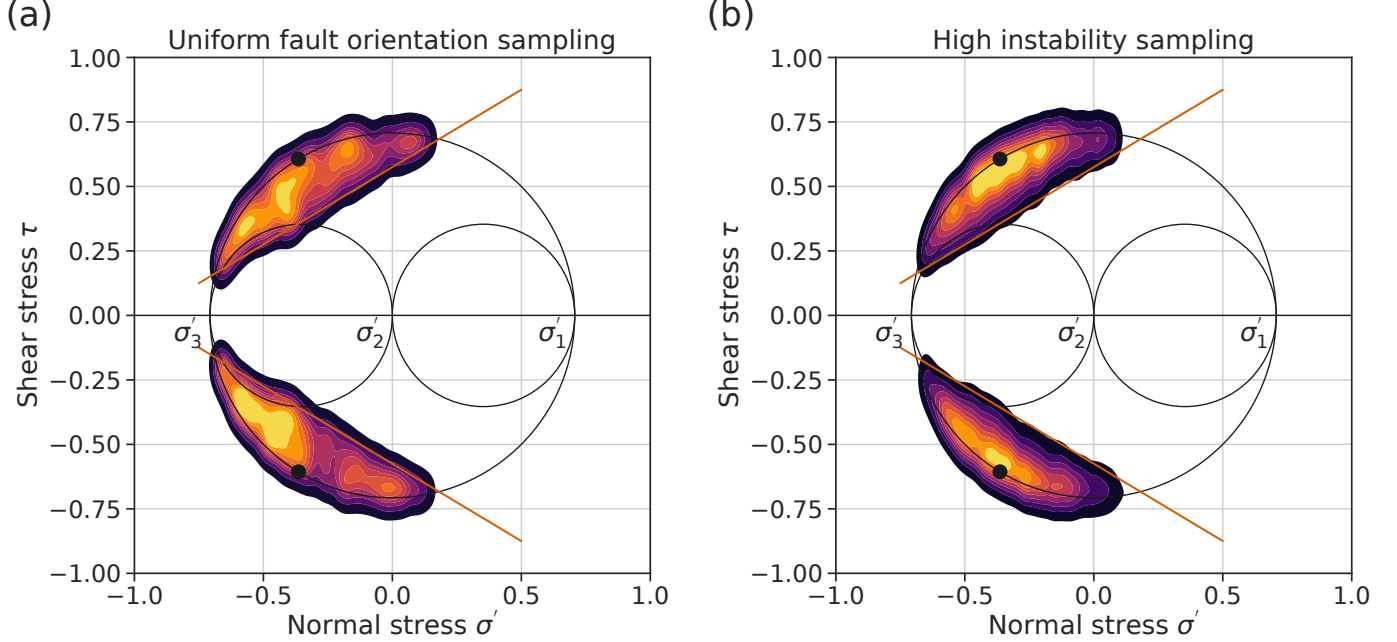 (a)
Uniform fault orientation sampling
1.00
0.75
0.50
0.25
0.00
−0.25
−0.50
−0.75
−1.00
Shear stress τ
σ′3
σ′2
σ′1
−1.0
−0.5
0.0
0.5
1.0
Normal stress σ′
(b)
High instability sampling
1.00
0.75
0.50
0.25
0.00
−0.25
−0.50
−0.75
−1.00
Shear stress τ
σ′3
σ′2
σ′1
−1.0
−0.5
0.0
0.5
1.0
Normal stress σ′